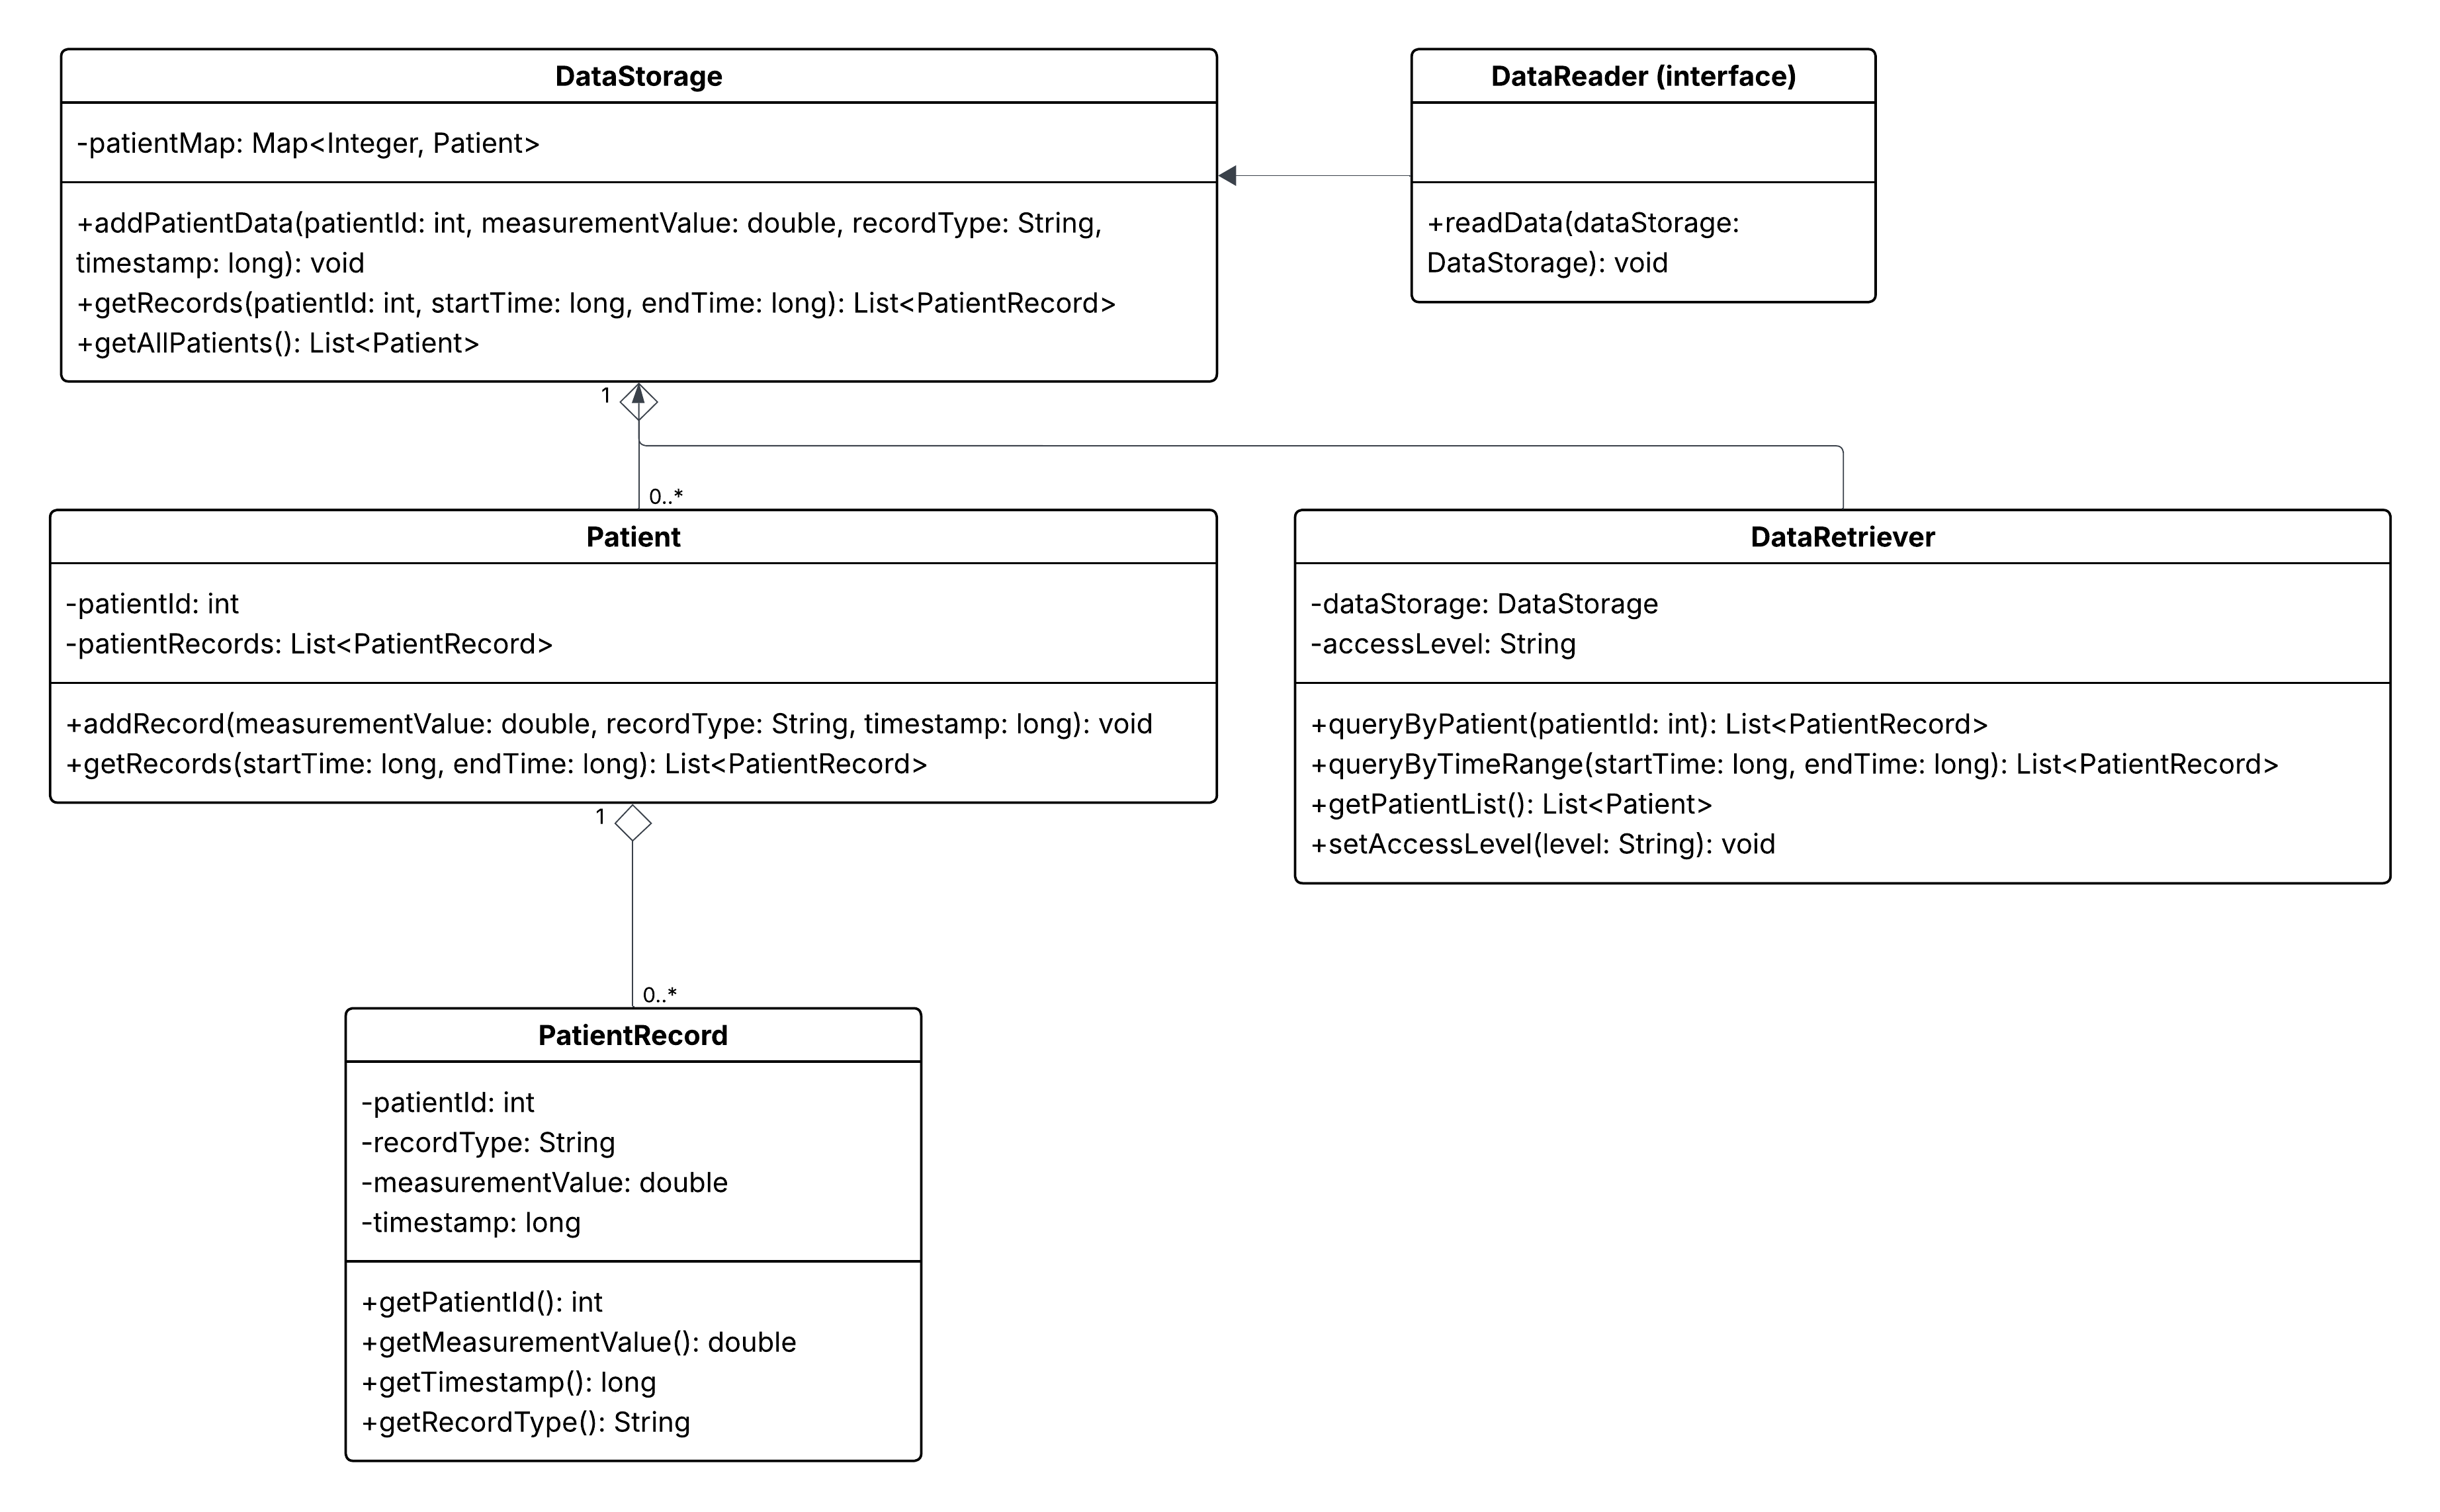 DataStorage
-patientMap: Map<Integer, Patient>
+addPatientData(patientId: int, measurementValue: double, recordType: String,
timestamp: long): void
+getRecords(patientId: int, startTime: long, endTime: long): List<PatientRecord>
+getAllPatients(): List<Patient>
DataReader (interface)
+readData(dataStorage:
DataStorage): void
1
0..*
Patient
-patientId: int
-patientRecords: List<PatientRecord>
+addRecord(measurementValue: double, recordType: String, timestamp: long): void
+getRecords(startTime: long, endTime: long): List<PatientRecord>
DataRetriever
-dataStorage: DataStorage
-accessLevel: String
+queryByPatient(patientId: int): List<PatientRecord>
+queryByTimeRange(startTime: long, endTime: long): List<PatientRecord>
+getPatientList(): List<Patient>
+setAccessLevel(level: String): void
1
0..*
PatientRecord
-patientId: int
-recordType: String
-measurementValue: double
-timestamp: long
+getPatientId(): int
+getMeasurementValue(): double
+getTimestamp(): long
+getRecordType(): String